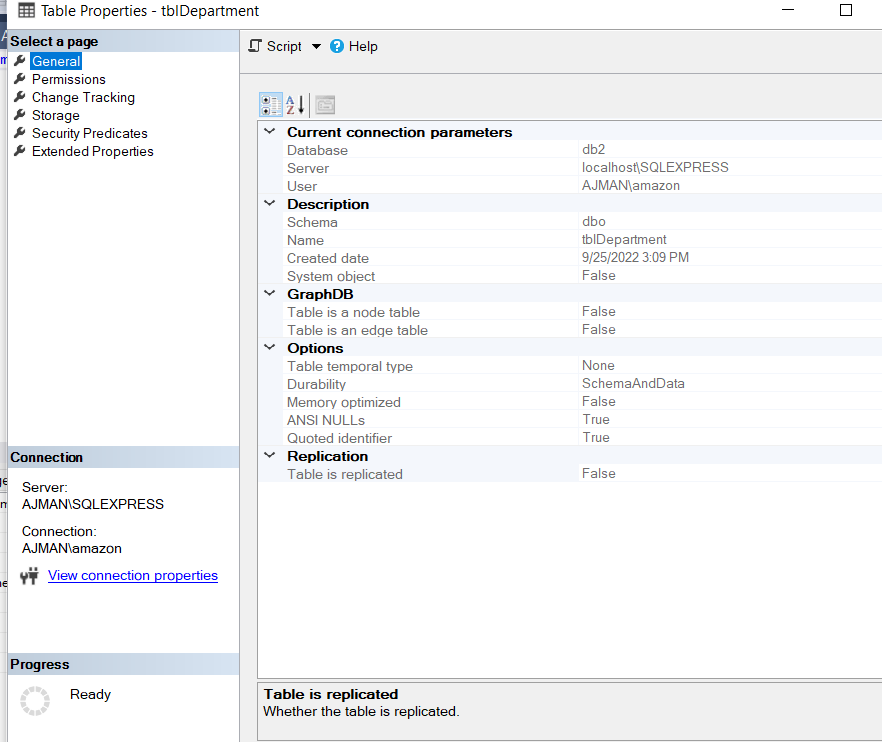 Table Properties - tblDepartment
Select a page
General
Permissions
Change Tracking
Storage
Security Predicates
Extended Properties
Script
Help
Current connection parameters
Database db2
Server localhost\SQLEXPRESS
User AJMAN\amazon
Description
Schema dbo
Name tblDepartment
Created date 9/25/2022 3:09 PM
System object False
GraphDB
Table is a node table False
Table is an edge table False
Options
Table temporal type None
Durability SchemaAndData
Memory optimized False
ANSI NULLs True
Quoted identifier True
Replication
Table is replicated False
Connection
Server:
AJMAN\SQLEXPRESS
Connection:
AJMAN\amazon
View connection properties
Progress
Ready
Table is replicated
Whether the table is replicated.